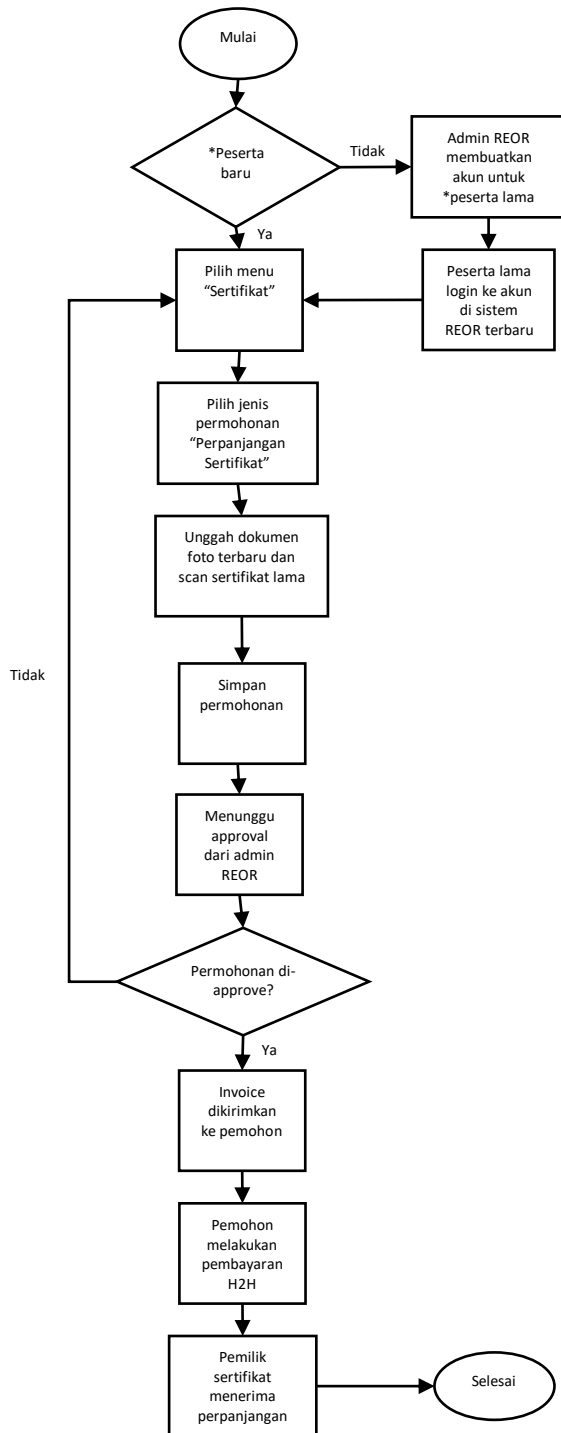 Mulai
*Peserta
baru
Tidak
Admin REOR
membuatkan
akun untuk
*peserta lama
Ya
Pilih menu
“Sertifikat”
Peserta lama
login ke akun
di sistem
REOR terbaru
Pilih jenis
permohonan
“Perpanjangan
Sertifikat”
Unggah dokumen
foto terbaru dan
scan sertifikat lama
Tidak
Simpan
permohonan
Menunggu
approval
dari admin
REOR
Permohonan di-
approve?
Ya
Invoice
dikirimkan
ke pemohon
Pemohon
melakukan
pembayaran
H2H
Pemilik
sertifikat
menerima
perpanjangan
Selesai